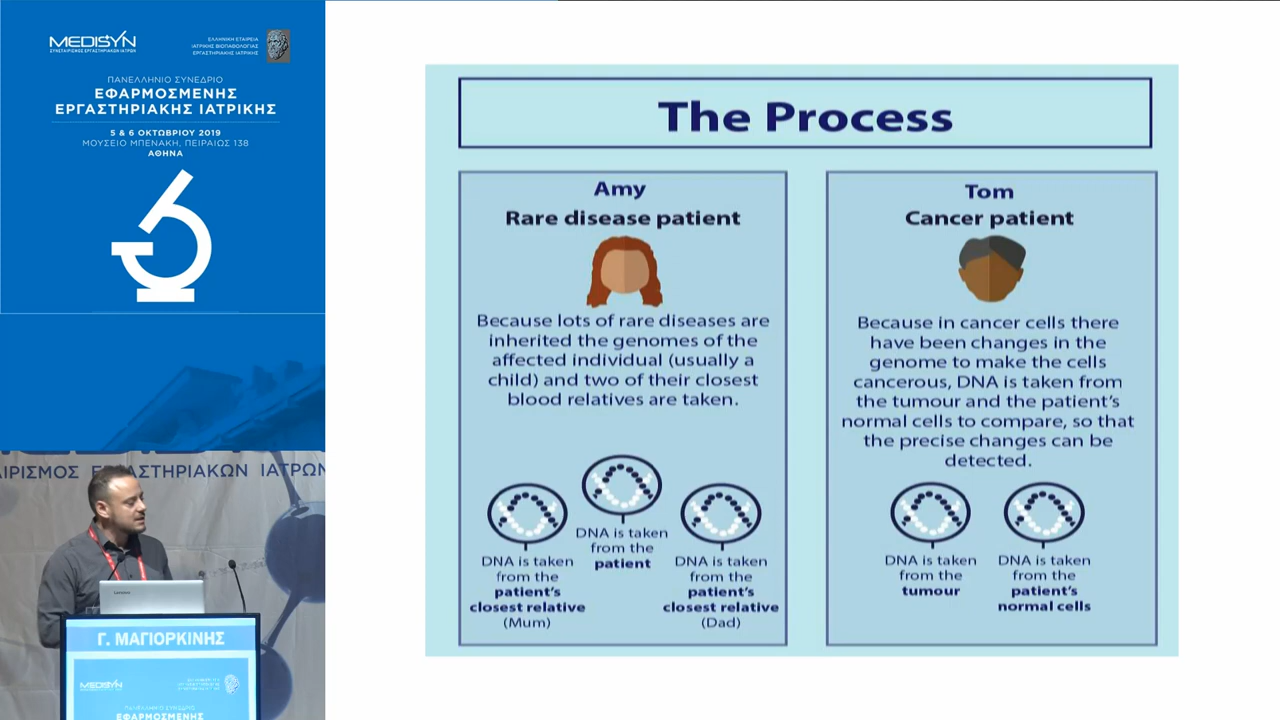 MEDISYN
ΣΥΝΕΤΑΙΡΙΣΜΟΣ ΕΡΓΑΣΤΗΡΙΑΚΩΝ ΙΑΤΡΩΝ
ΕΛΛΗΝΙΚΗ ΕΤΑΙΡΕΙΑ
ΙΑΤΡΙΚΗΣ ΒΙΟΠΑΘΟΛΟΓΙΑΣ
ΕΡΓΑΣΤΗΡΙΑΚΗΣ ΙΑΤΡΙΚΗΣ
ΠΑΝΕΛΛΗΝΙΟ ΣΥΝΕΔΡΙΟ
ΕΦΑΡΜΟΣΜΕΝΗΣ
ΕΡΓΑΣΤΗΡΙΑΚΗΣ ΙΑΤΡΙΚΗΣ
5 & 6 ΟΚΤΩΒΡΙΟΥ 2019
ΜΟΥΣΕΙΟ ΜΠΕΝΑΚΗ, ΠΕΙΡΑΙΩΣ 138
ΑΘΗΝΑ
ΑΙΡΙΣΜΟΣ ΕΡΓΑΣΤΗΡΙΑΚΩΝ ΙΑΤΡΩΝ
Lenovo
Γ. ΜΑΓΙΟΡΚΙΝΗΣ
MEDISYN
ΠΑΝΕΛΛΗΝΙΟ ΣΥΝΕΔΡΙΟ
ΕΦΑΡΜΟΣΜΕΝΗΣ
The Process
Amy
Rare disease patient
Because lots of rare diseases are
inherited the genomes of the
affected individual (usually a
child) and two of their closest
blood relatives are taken.
DNA is taken
from the
patient's
closest relative
(Mum)
DNA is taken
from the
patient
DNA is taken
from the
patient's
closest relative
(Dad)
Tom
Cancer patient
Because in cancer cells there
have been changes in the
genome to make the cells
cancerous, DNA is taken from
the tumour and the patient's
normal cells to compare, so that
the precise changes can be
detected.
DNA is taken
from the
tumour
DNA is taken
from the
patient's
normal cells